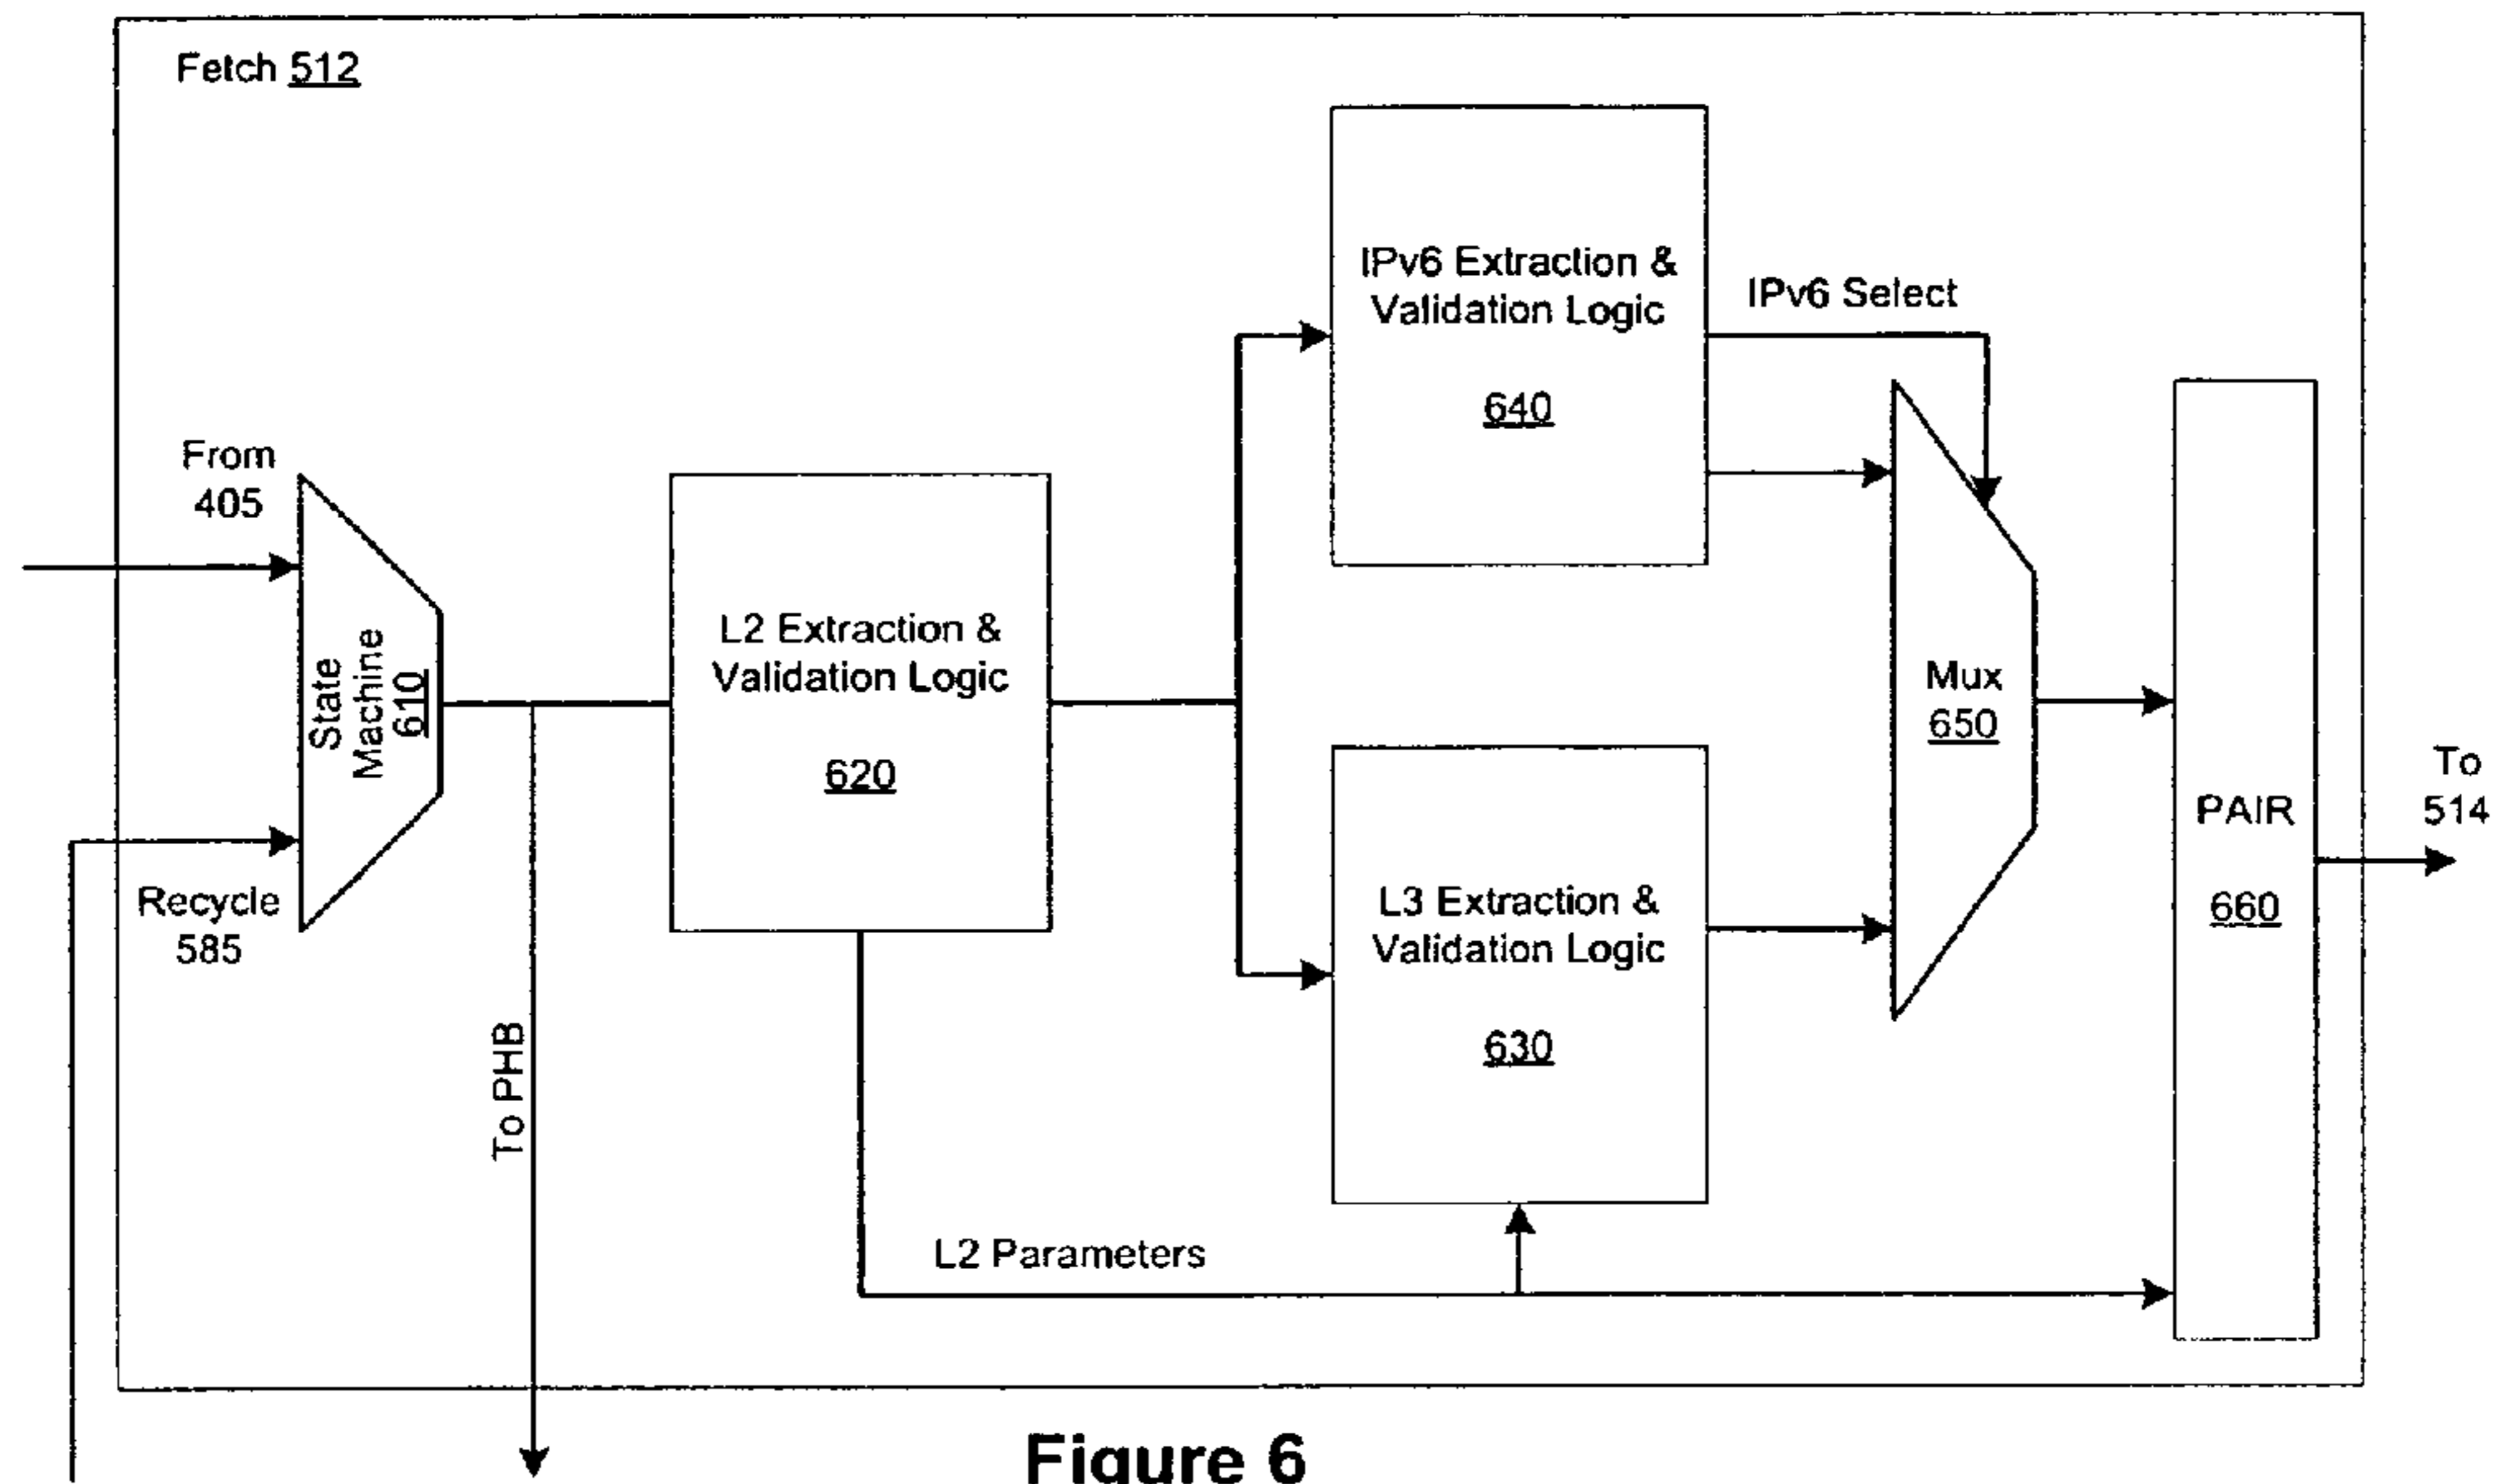 Fetch 512
IPv6 Extraction &
Validation Logic
640
IPv6 Select
From
405
State
Machine
610
L2 Extraction &
Validation Logic
620
Mux
650
To
514
PAIR
660
Recycle
585
L3 Extraction &
Validation Logic
630
To PHB
L2 Parameters
Figure 6